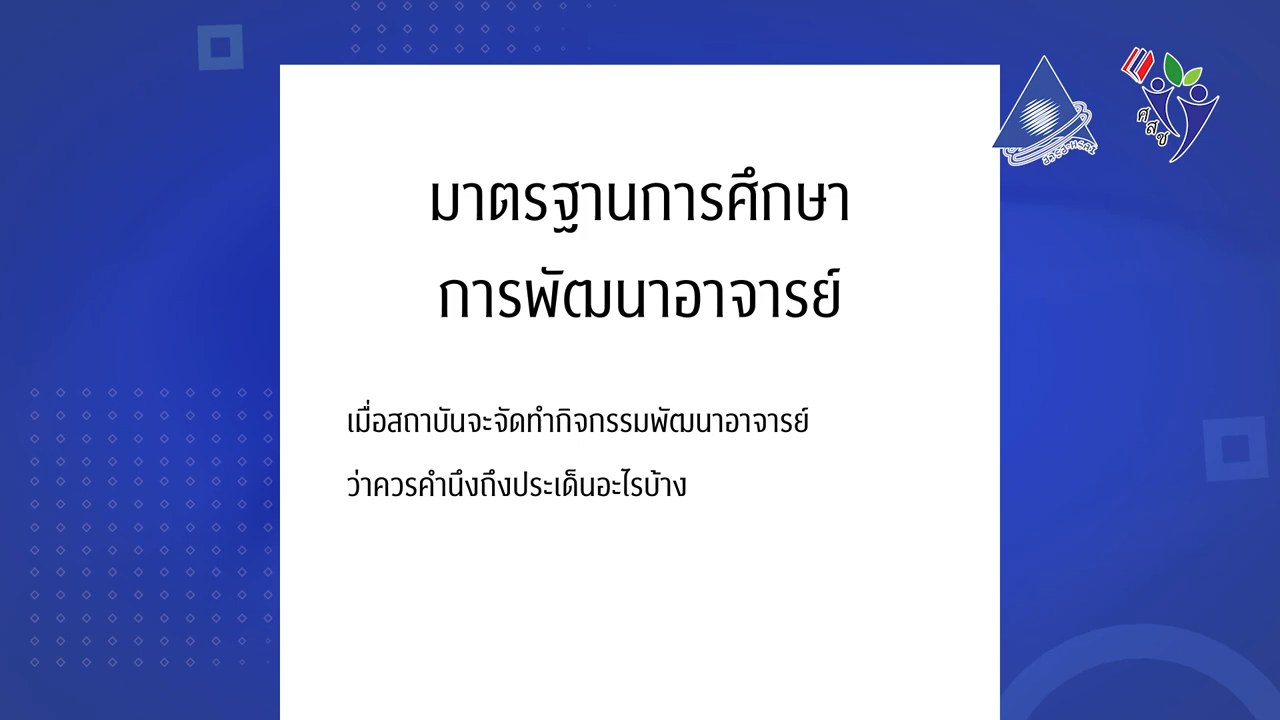 มาตรฐานการศึกษา
การพัฒนาอาจารย์
เมื่อสถาบันจะจัดทำกิจกรรมพัฒนาอาจารย์
ว่าควรคำนึงถึงประเด็นอะไรบ้าง
ศสช